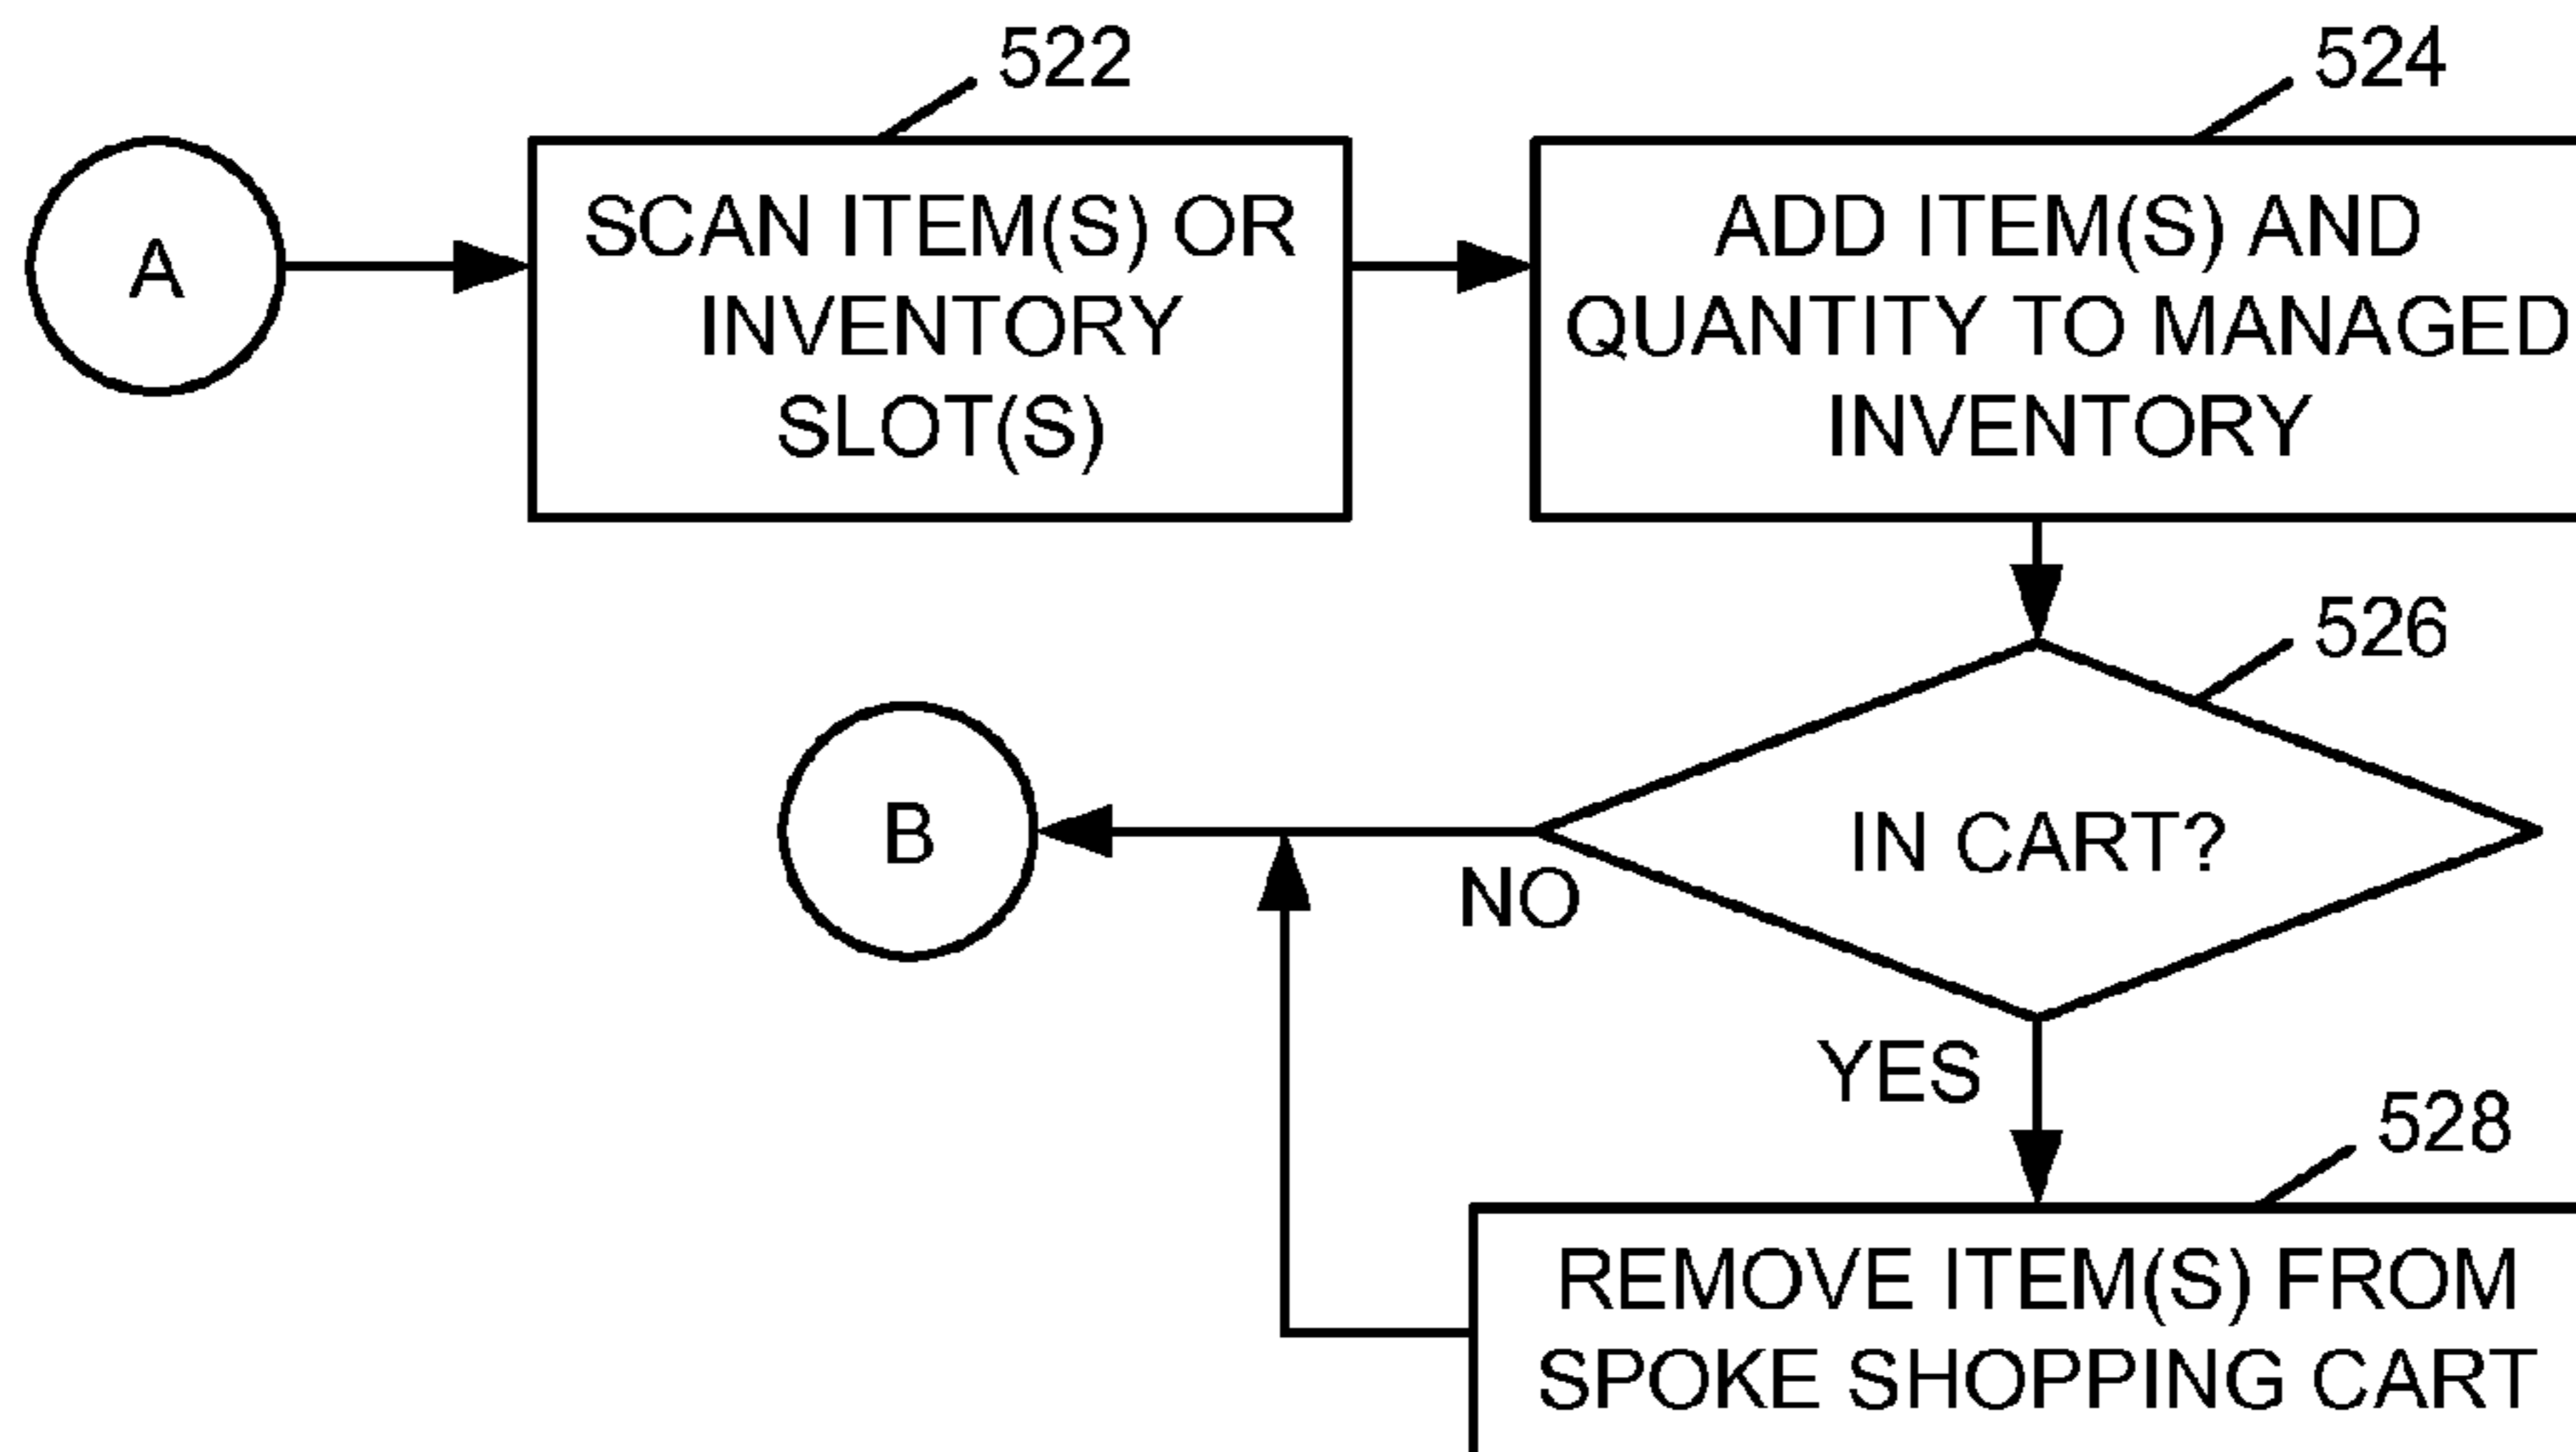 522
524
A
SCAN ITEM(S) OR
INVENTORY
SLOT(S)
ADD ITEM(S) AND
QUANTITY TO MANAGED
INVENTORY
526
B
IN CART?
NO
YES
528
REMOVE ITEM(S) FROM
SPOKE SHOPPING CART